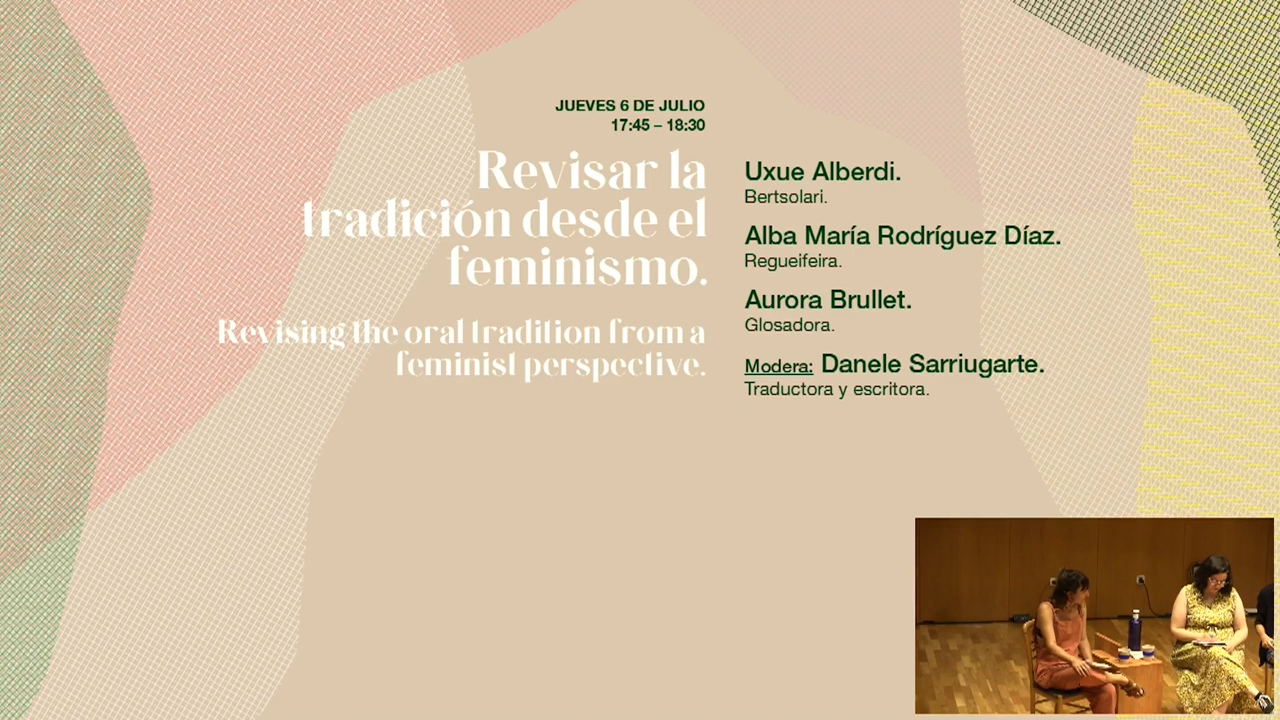 JUEVES 6 DE JULIO
17:45 – 18:30
Revisar la
tradición desde el
feminismo.
Revising the oral tradition from a
feminist perspective.
Uxue Alberdi.
Bertsolari.
Alba María Rodríguez Díaz.
Regueifeira.
Aurora Brullet.
Glosadora.
Modera: Danele Sarriugarte.
Traductora y escritora.